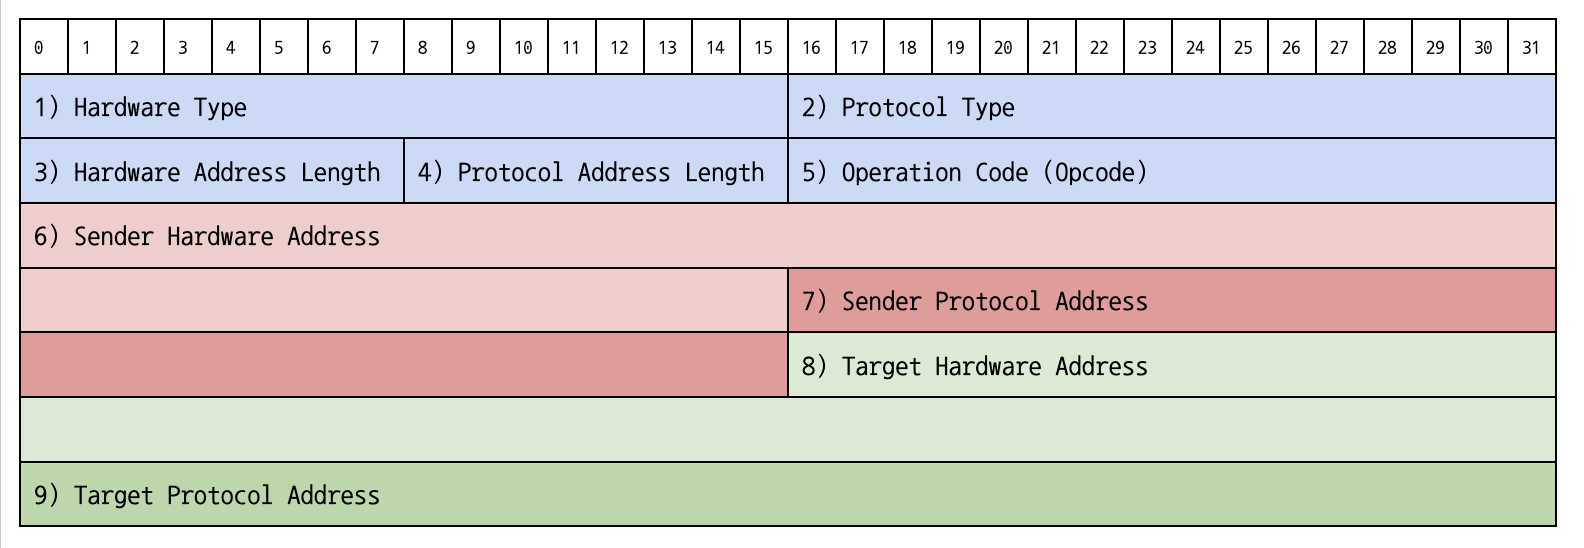 0 1 2 3 4 5 6 7 8 9 10 11 12 13 14 15 16 17 18 19 20 21 22 23 24 25 26 27 28 29 30 31
1) Hardware Type 2) Protocol Type
3) Hardware Address Length 4) Protocol Address Length 5) Operation Code (Opcode)
6) Sender Hardware Address
7) Sender Protocol Address
8) Target Hardware Address
9) Target Protocol Address